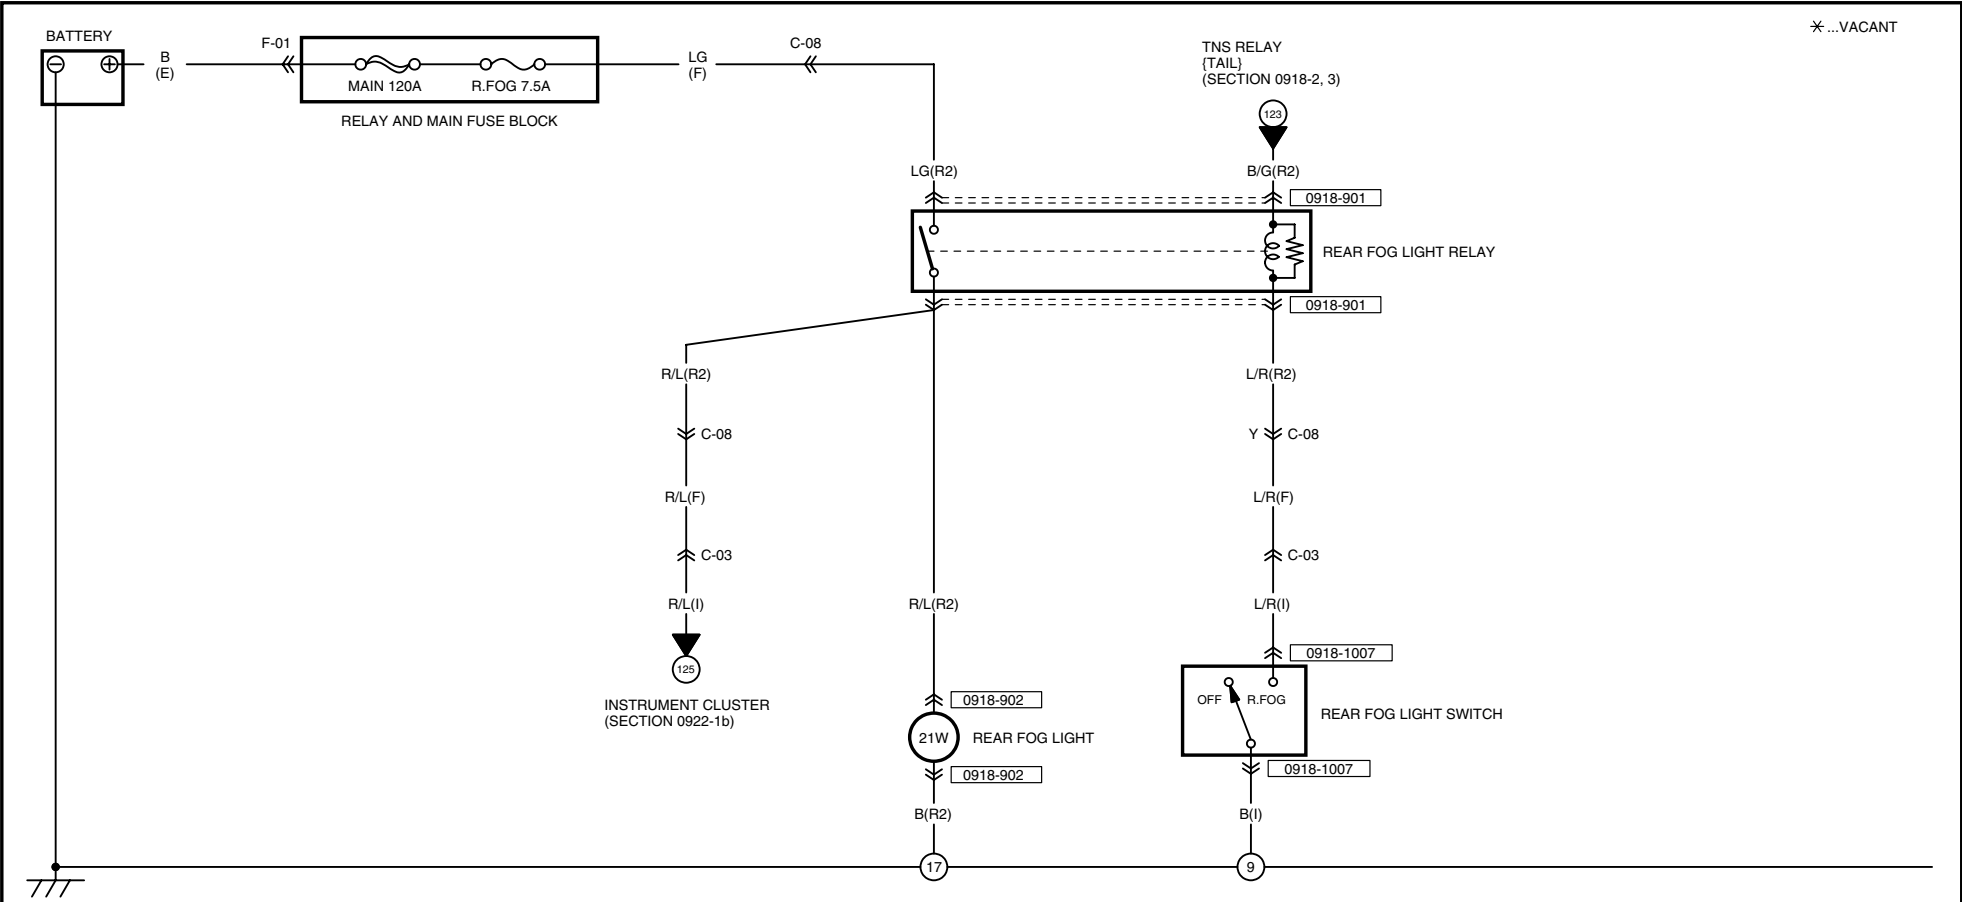 ✳...VACANT
BATTERY
B
(E)
F-01
MAIN 120A
R.FOG 7.5A
RELAY AND MAIN FUSE BLOCK
LG
(F)
C-08
TNS RELAY
{TAIL}
(SECTION 0918-2, 3)
123
LG(R2)
B/G(R2)
0918-901
REAR FOG LIGHT RELAY
0918-901
R/L(R2)
L/R(R2)
C-08
Y
C-08
R/L(F)
L/R(F)
C-03
C-03
R/L(I)
R/L(R2)
L/R(I)
125
INSTRUMENT CLUSTER
(SECTION 0922-1b)
0918-902
21W
REAR FOG LIGHT
0918-902
0918-1007
OFF
R.FOG
REAR FOG LIGHT SWITCH
0918-1007
B(R2)
B(I)
17
9